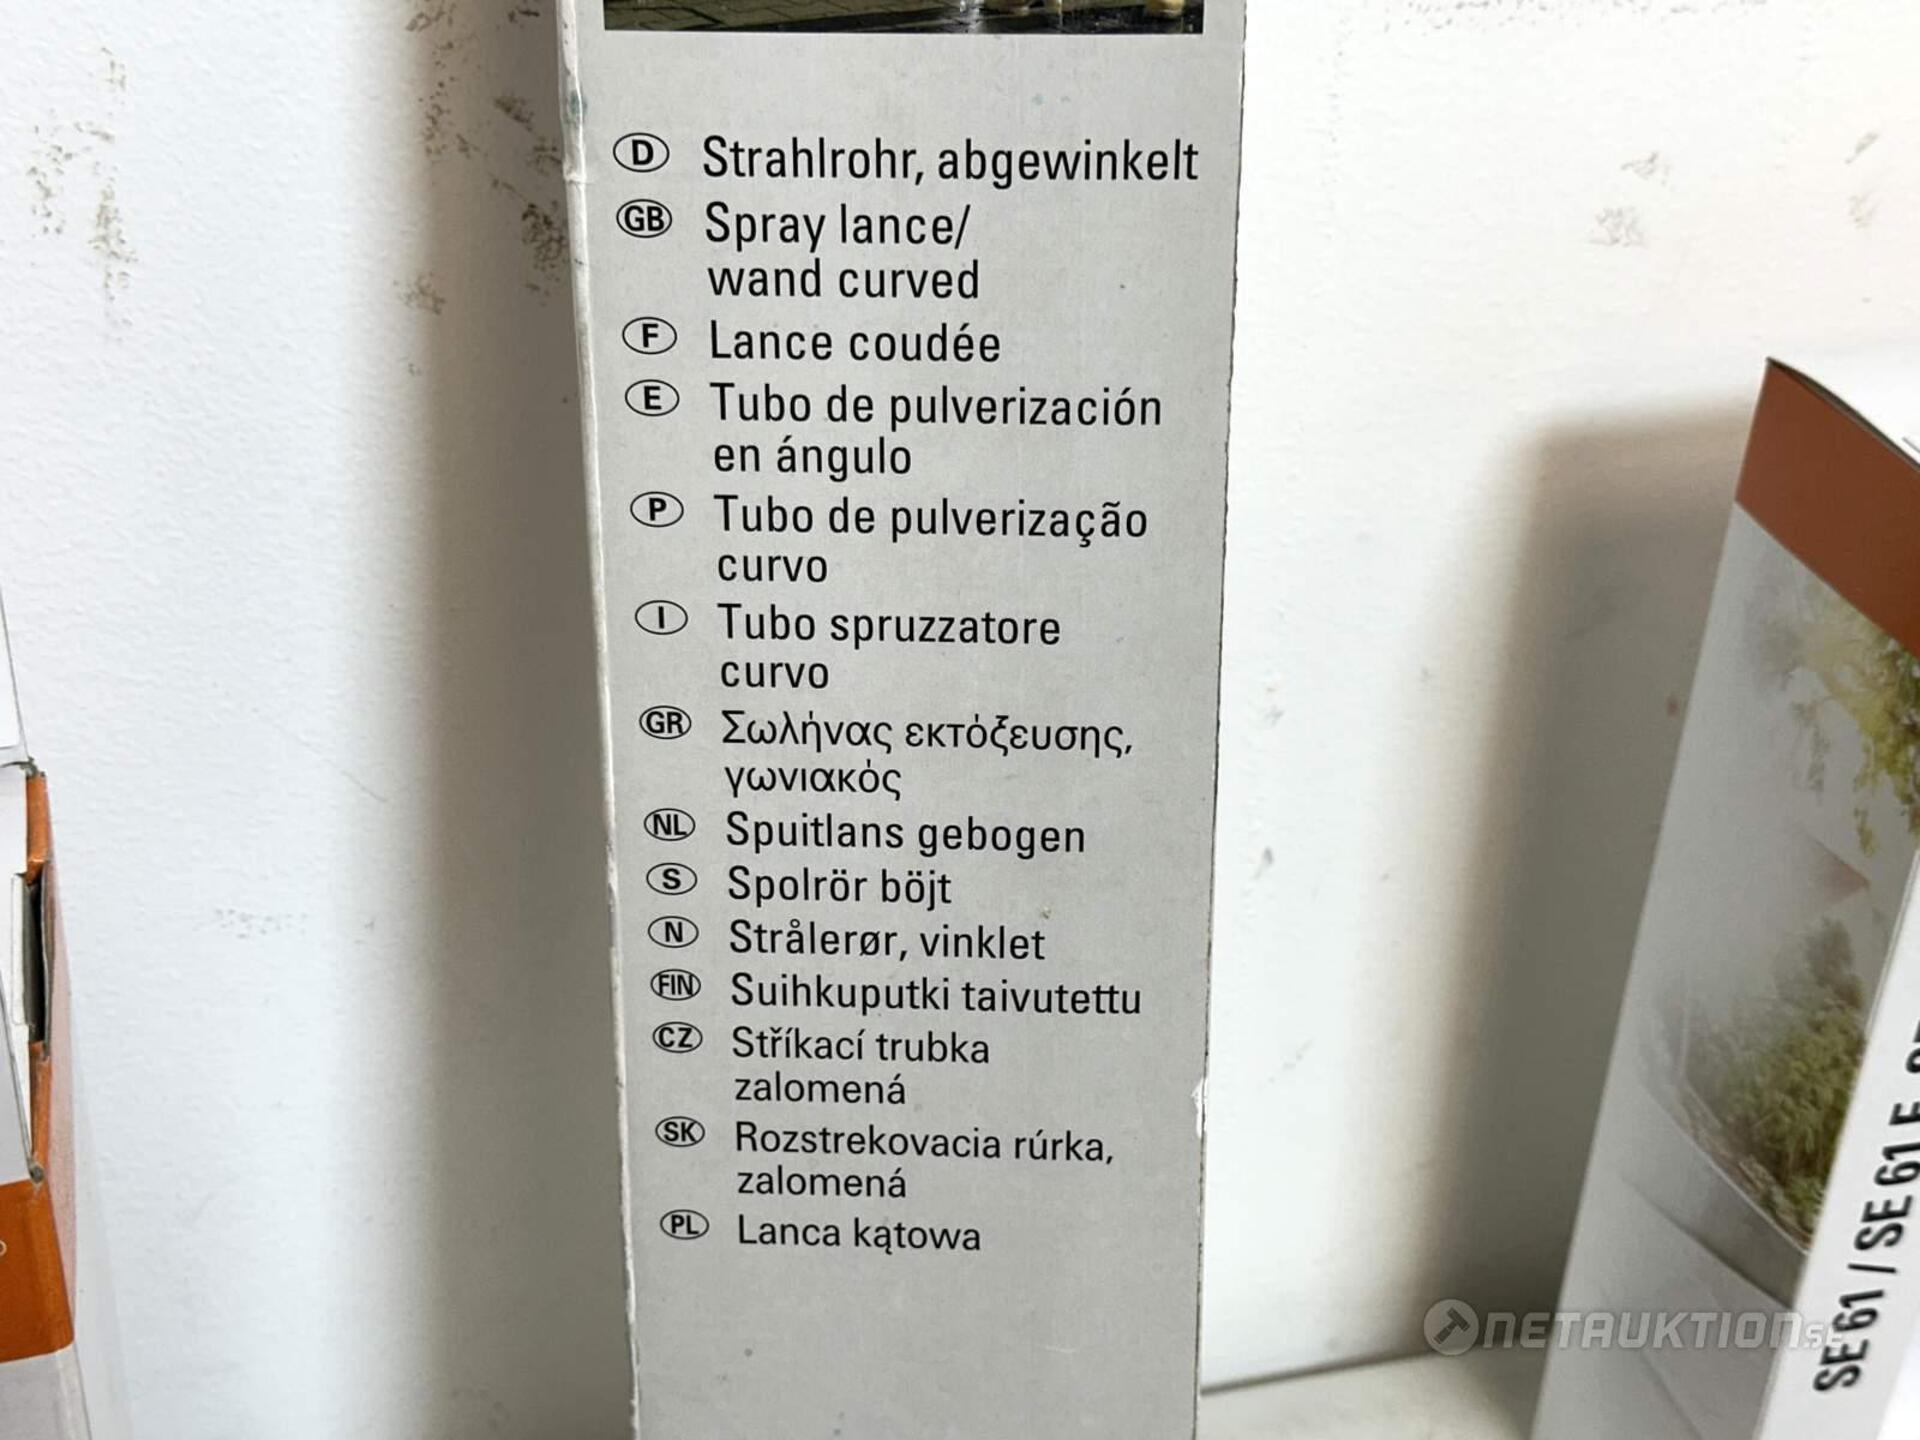 D Strahlrohr, abgewinkelt
GB Spray lance/
wand curved
F Lance coudée
E Tubo de pulverización
en ángulo
P Tubo de pulverização
curvo
I Tubo spruzzatore
curvo
GR Σωλήνας εκτόξευσης,
γωνιακός
NL Spuitlans gebogen
S Spolrör böjt
N Strålerør, vinklet
FIN Suihkuputki taivutettu
CZ Stříkací trubka
zalomená
SK Rozstrekovacia rúrka,
zalomená
PL Lanca kątowa
SE 61 / SE 61 E
NETAUKTION.SE